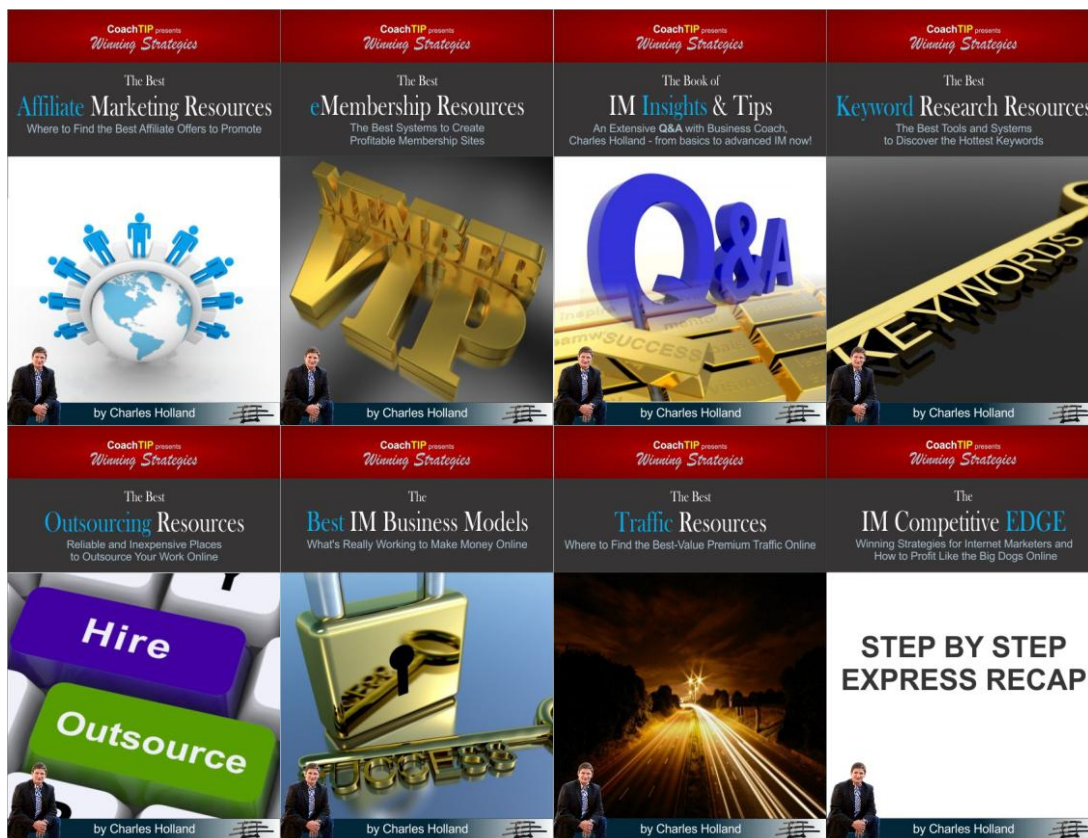 CoachTIP presents
Winning Strategies
The Best
Affiliate Marketing Resources
Where to Find the Best Affiliate Offers to Promote
by Charles Holland
CoachTIP presents
Winning Strategies
The Best
eMembership Resources
The Best Systems to Create
Profitable Membership Sites
MEMBER
VIP
by Charles Holland
CoachTIP presents
Winning Strategies
The Book of
IM Insights & Tips
An Extensive Q&A with Business Coach,
Charles Holland - from basics to advanced IM now!
Q&A
SUCCESS
by Charles Holland
CoachTIP presents
Winning Strategies
The Best
Keyword Research Resources
The Best Tools and Systems
to Discover the Hottest Keywords
KEYWORDS
by Charles Holland
CoachTIP presents
Winning Strategies
The Best
Outsourcing Resources
Reliable and Inexpensive Places
to Outsource Your Work Online
Hire
Outsource
by Charles Holland
CoachTIP presents
Winning Strategies
The
Best IM Business Models
What's Really Working to Make Money Online
SUCCESS
by Charles Holland
CoachTIP presents
Winning Strategies
The Best
Traffic Resources
Where to Find the Best-Value Premium Traffic Online
by Charles Holland
CoachTIP presents
Winning Strategies
The
IM Competitive EDGE
Winning Strategies for Internet Marketers and
How to Profit Like the Big Dogs Online
STEP BY STEP
EXPRESS RECAP
by Charles Holland